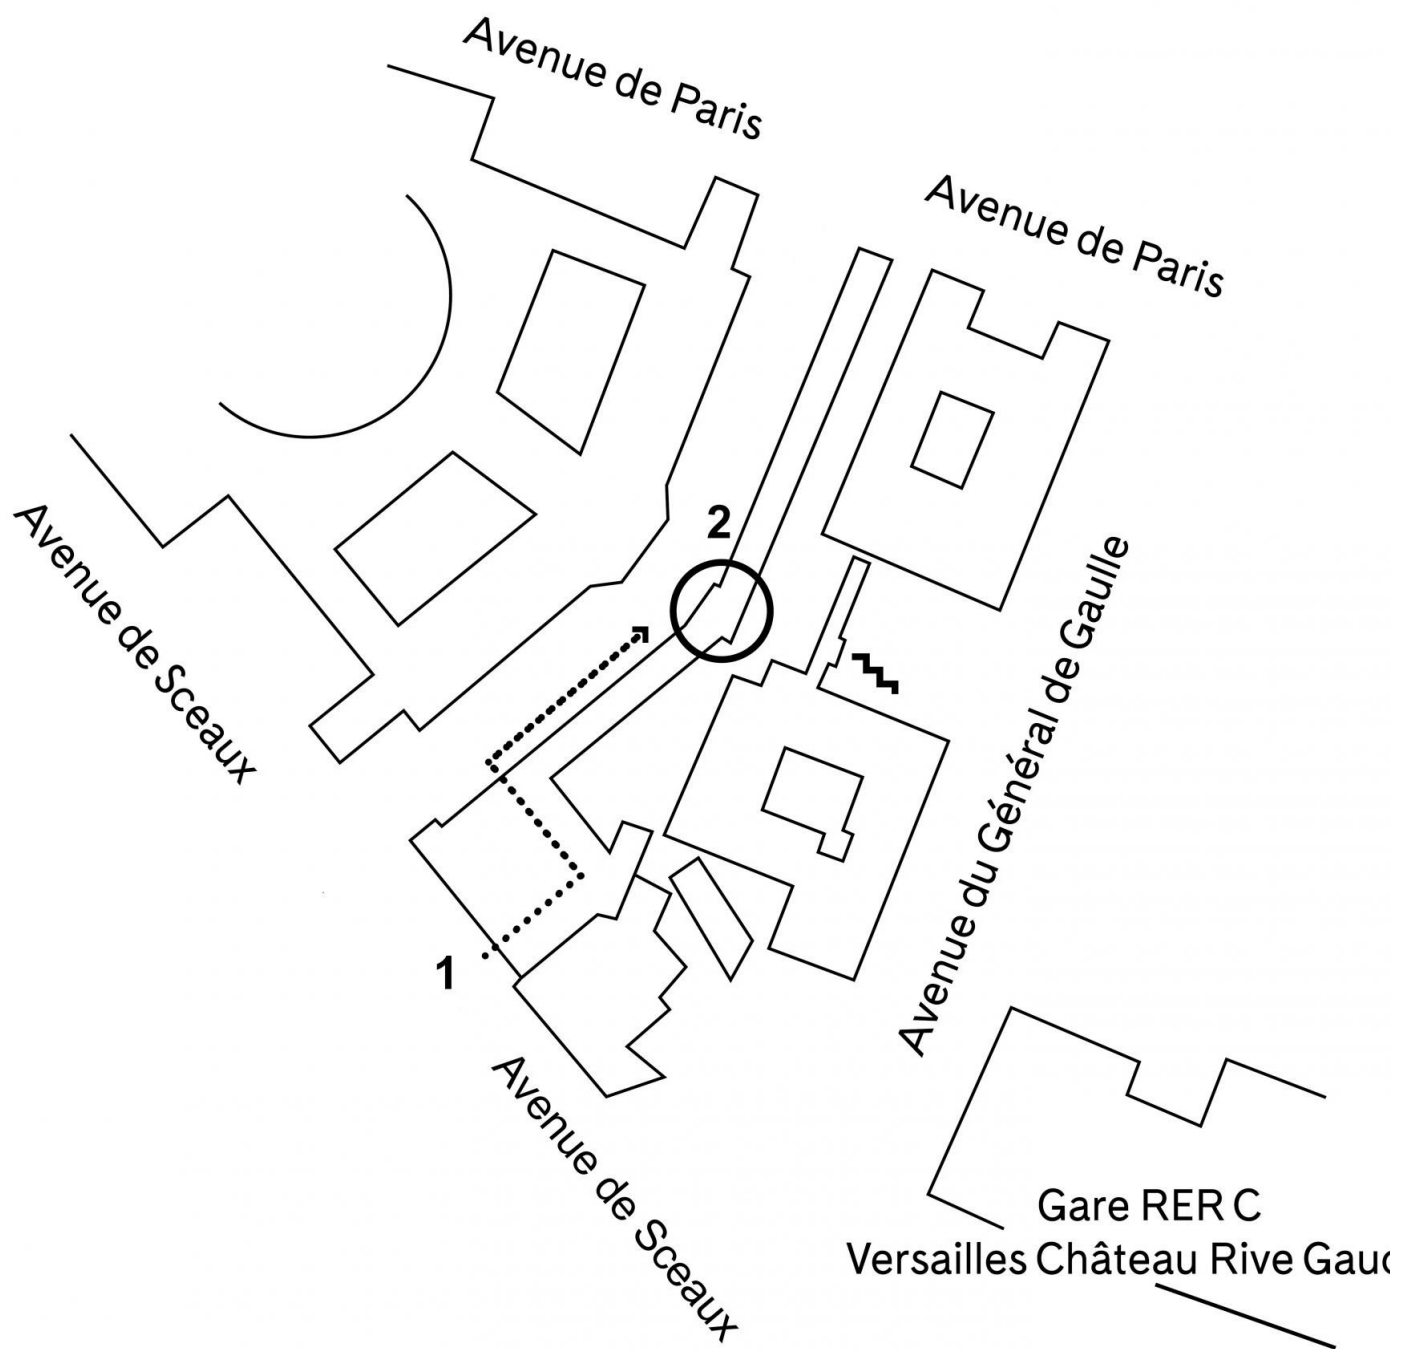 Avenue de Paris
Avenue de Paris
2
Avenue de Sceaux
Avenue du Général de Gaulle
1
Avenue de Sceaux
Gare RER C
Versailles Château Rive Gauc